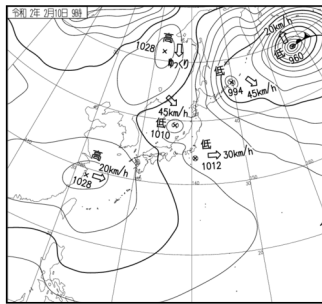 令和 2年 2月10日 9時
高
1028
ゆっくり
20km/h
低
960
低
994
45km/h
45km/h
低
1010
低
30km/h
1012
高
20km/h
1028